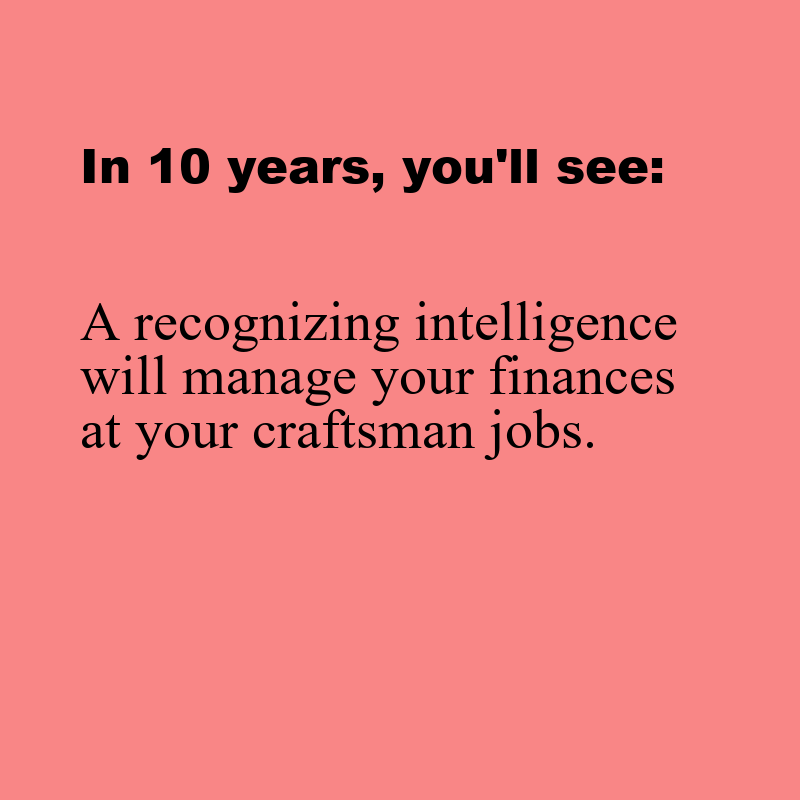 In 10 years, you'll see:
A recognizing intelligence
will manage your finances
at your craftsman jobs.